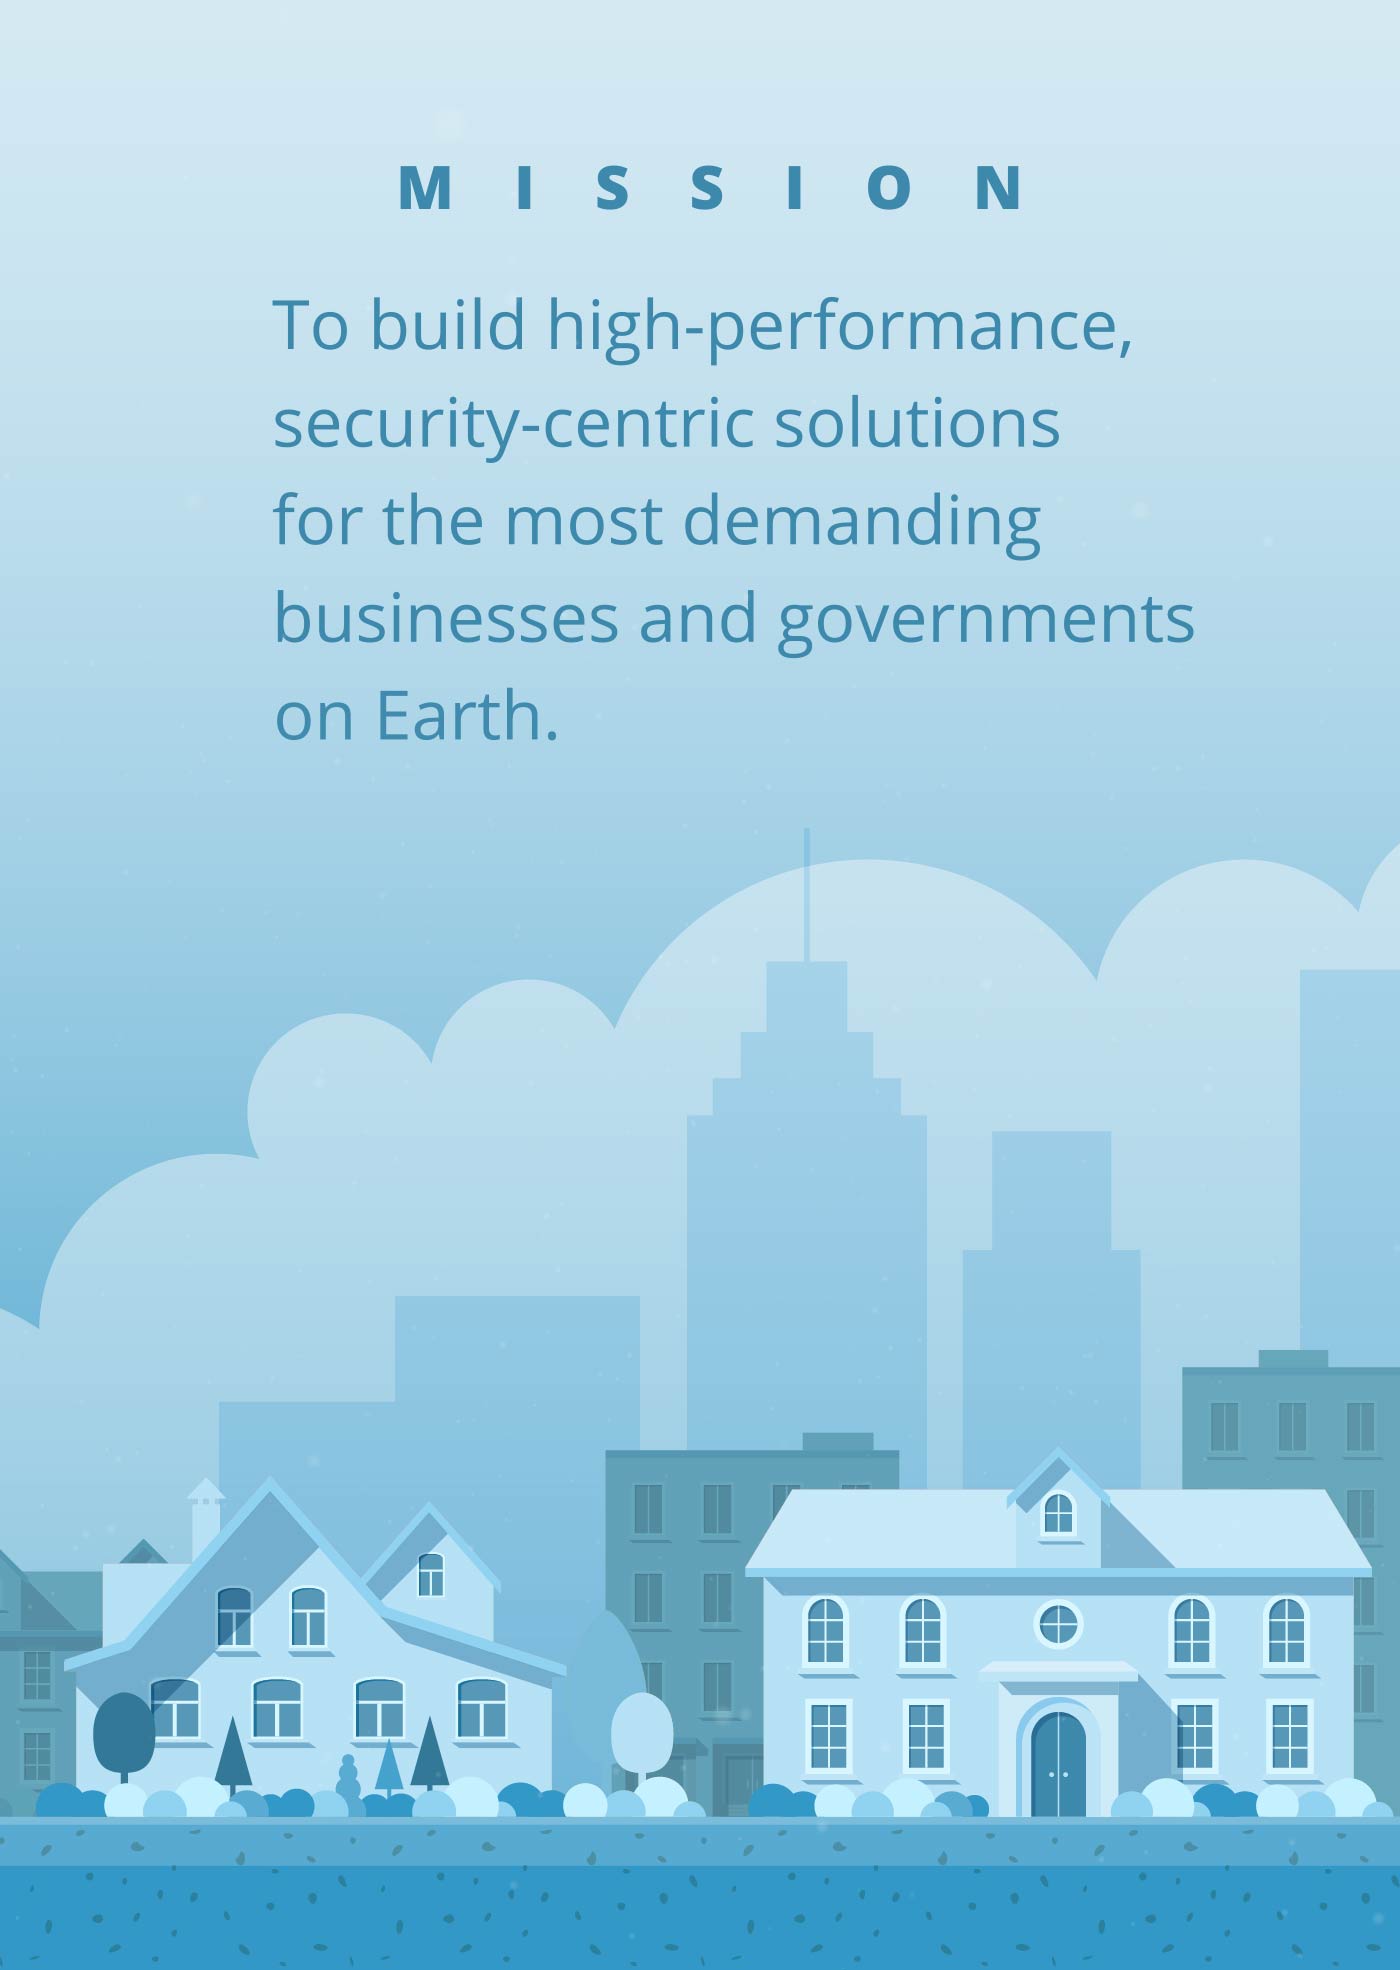 MISSION
To build high-performance,
security-centric solutions
for the most demanding
businesses and governments
on Earth.